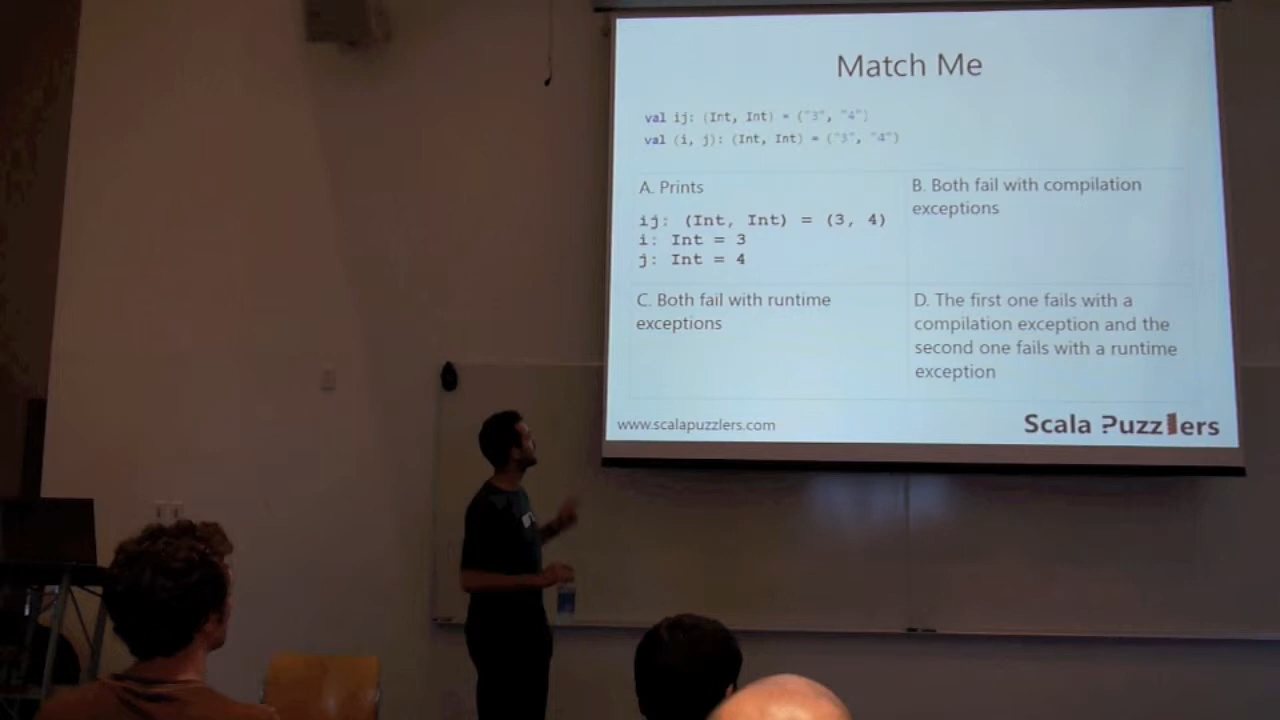 Match Me
val ij: (Int, Int) = ("3", "4")
val (i, j): (Int, Int) = ("3", "4")
A. Prints
ij: (Int, Int) = (3, 4)
i: Int = 3
j: Int = 4
B. Both fail with compilation
exceptions
C. Both fail with runtime
exceptions
D. The first one fails with a
compilation exception and the
second one fails with a runtime
exception
www.scalapuzzlers.com
Scala Puzzlers